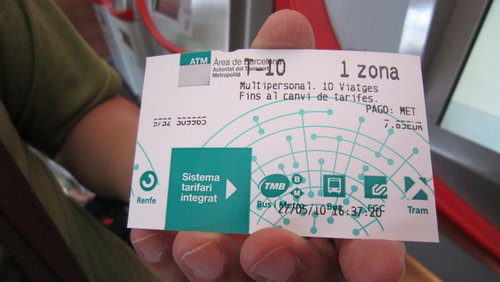 ATM
Àrea de Barcelona
Autoritat del Transport
Metropolità
T-10 1 zona
Multipersonal. 10 Viatges
Fins al canvi de tarifes.
PAGO: MET
7,85EUR
Sistema
tarifari
integrat
Renfe
TMB
B
M
Bus i Metro
Bus
FGC
Tram
27/05/10 16:37:20